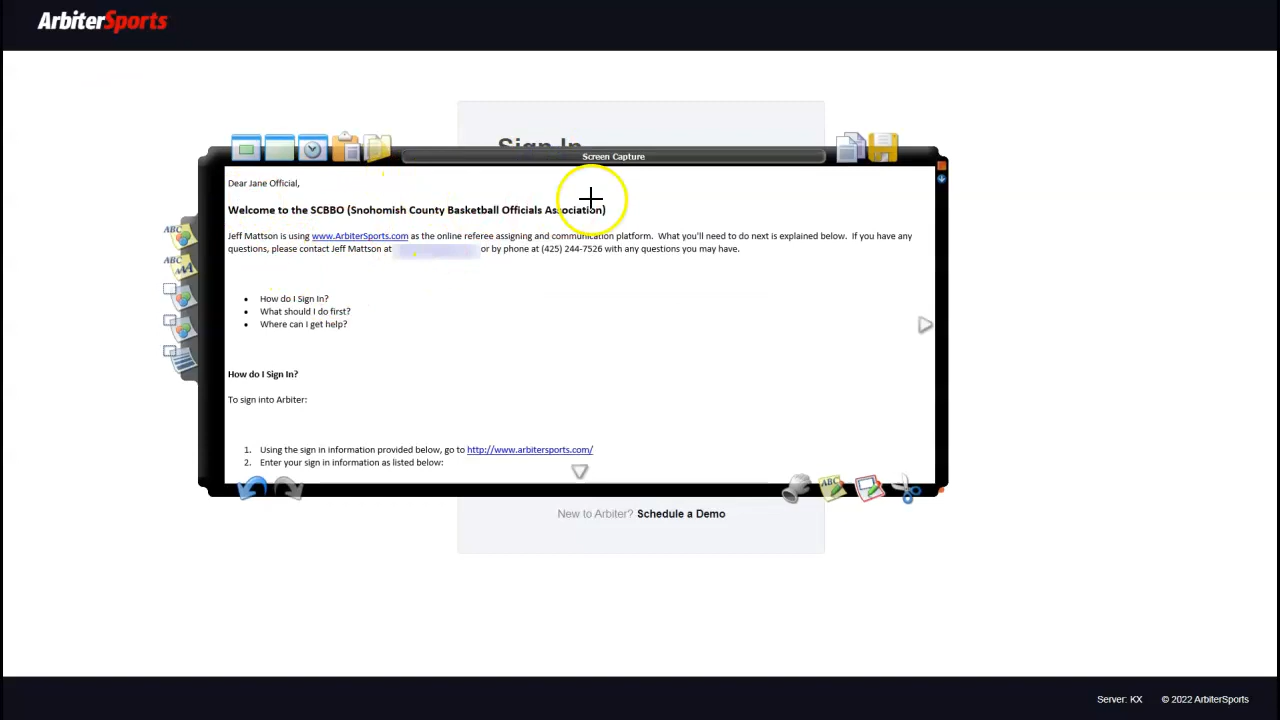 ArbiterSports
Sign In
Screen Capture
Dear Jane Official,
Welcome to the SCBBO (Snohomish County Basketball Officials Association)
Jeff Mattson is using www.ArbiterSports.com as the online referee assigning and communication platform. What you'll need to do next is explained below. If you have any
questions, please contact Jeff Mattson at or by phone at (425) 244-7526 with any questions you may have.
• How do I Sign In?
• What should I do first?
• Where can I get help?
How do I Sign In?
To sign into Arbiter:
1. Using the sign in information provided below, go to http://www.arbitersports.com/
2. Enter your sign in information as listed below:
ABC
ABC
AA
ABC
New to Arbiter? Schedule a Demo
Server: KX © 2022 ArbiterSports